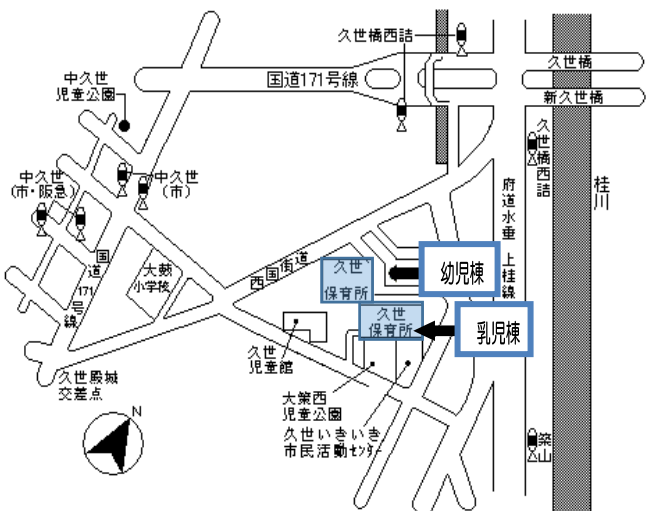 久世橋西詰
久世橋
中久世
児童公園
国道171号線
新久世橋
久世橋西詰
中久世
(市・阪急)
中久世
(市)
桂川
府道水垂上桂線
西国街道
久世
保育所
幼児棟
大薮
小学校
国道171号線
久世
保育所
乳児棟
久世
児童館
久世殿城
交差点
大築西
児童公園
久世いきいき
市民活動センター
築山
N